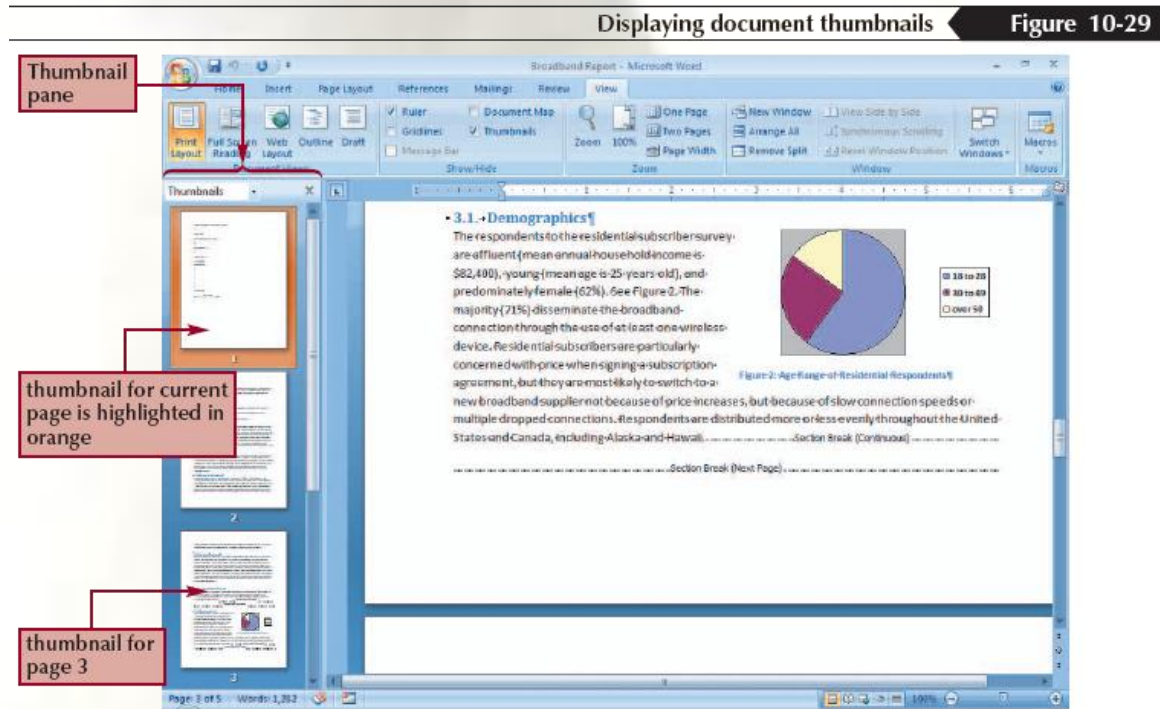 Displaying document thumbnails Figure 10-29
Thumbnail
pane
Broadband Report - Microsoft Word
Home Insert Page Layout References Mailings Review View
Ruler Document Map One Page New Window View Side by Side
Gridlines Thumbnails Two Pages Arrange All Synchronous Scrolling
Message Bar Page Width Remove Split Reset Window Position
Print Full Screen Web Outline Draft Zoom 100% Switch Macros
Layout Reading Layout Windows
Document Views Show/Hide Zoom Window Macros
Thumbnails
3.1. Demographics¶
The respondents to the residential subscriber survey
are affluent (mean annual household income is
$82,400), young (mean age is 25 years old), and
predominately female (62%). See Figure 2. The
majority (71%) disseminate the broadband
connection through the use of at least one wireless
device. Residential subscribers are particularly
concerned with price when signing a subscription
agreement, but they are most likely to switch to a
new broadband supplier not because of price increases, but because of slow connection speeds or
multiple dropped connections. Respondents are distributed more or less evenly throughout the United
States and Canada, including Alaska and Hawaii. Section Break (Continuous)
Section Break (Next Page)
18 to 28
30 to 49
over 50
Figure 2: Age Range of Residential Respondents¶
1
thumbnail for current
page is highlighted in
orange
2
thumbnail for
page 3
3
Page: 3 of 5 Words: 1,212 100%